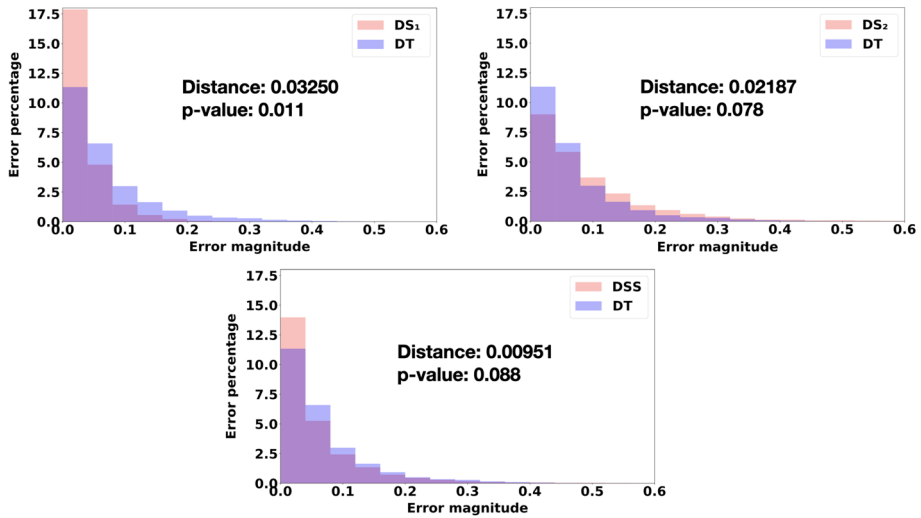 17.5
15.0
12.5
10.0
7.5
5.0
2.5
0.0
Error percentage
DS₁
DT
Distance: 0.03250
p-value: 0.011
0.0 0.1 0.2 0.3 0.4 0.5 0.6
Error magnitude
17.5
15.0
12.5
10.0
7.5
5.0
2.5
0.0
Error percentage
DS₂
DT
Distance: 0.02187
p-value: 0.078
0.0 0.1 0.2 0.3 0.4 0.5 0.6
Error magnitude
17.5
15.0
12.5
10.0
7.5
5.0
2.5
0.0
Error percentage
DSS
DT
Distance: 0.00951
p-value: 0.088
0.0 0.1 0.2 0.3 0.4 0.5 0.6
Error magnitude